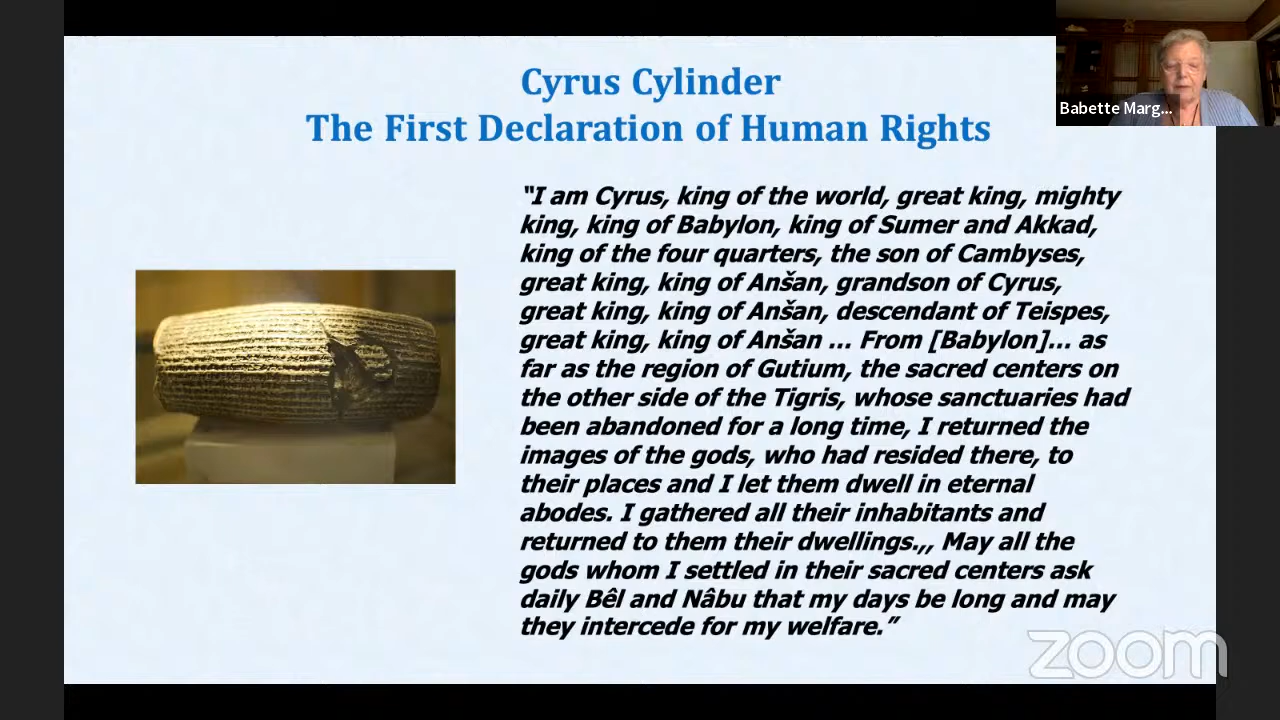 Cyrus Cylinder
The First Declaration of Human Rights
Babette Marg...
“I am Cyrus, king of the world, great king, mighty
king, king of Babylon, king of Sumer and Akkad,
king of the four quarters, the son of Cambyses,
great king, king of Anšan, grandson of Cyrus,
great king, king of Anšan, descendant of Teispes,
great king, king of Anšan ... From [Babylon]... as
far as the region of Gutium, the sacred centers on
the other side of the Tigris, whose sanctuaries had
been abandoned for a long time, I returned the
images of the gods, who had resided there, to
their places and I let them dwell in eternal
abodes. I gathered all their inhabitants and
returned to them their dwellings.,, May all the
gods whom I settled in their sacred centers ask
daily Bêl and Nâbu that my days be long and may
they intercede for my welfare.”
zoom